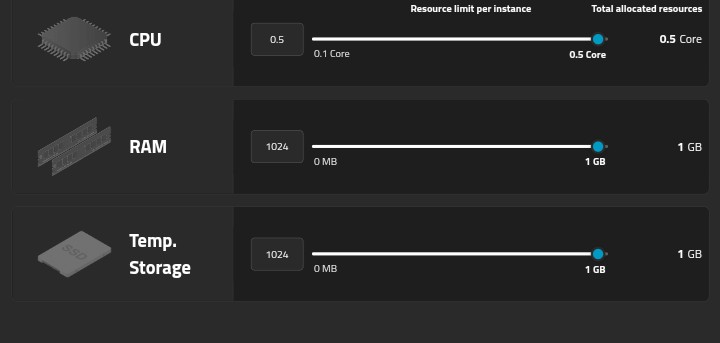 Resource limit per instance Total allocated resources
CPU 0.5 0.5 Core
0.1 Core 0.5 Core
RAM 1024 1 GB
0 MB 1 GB
SSD
Temp.
Storage
1024 1 GB
0 MB 1 GB